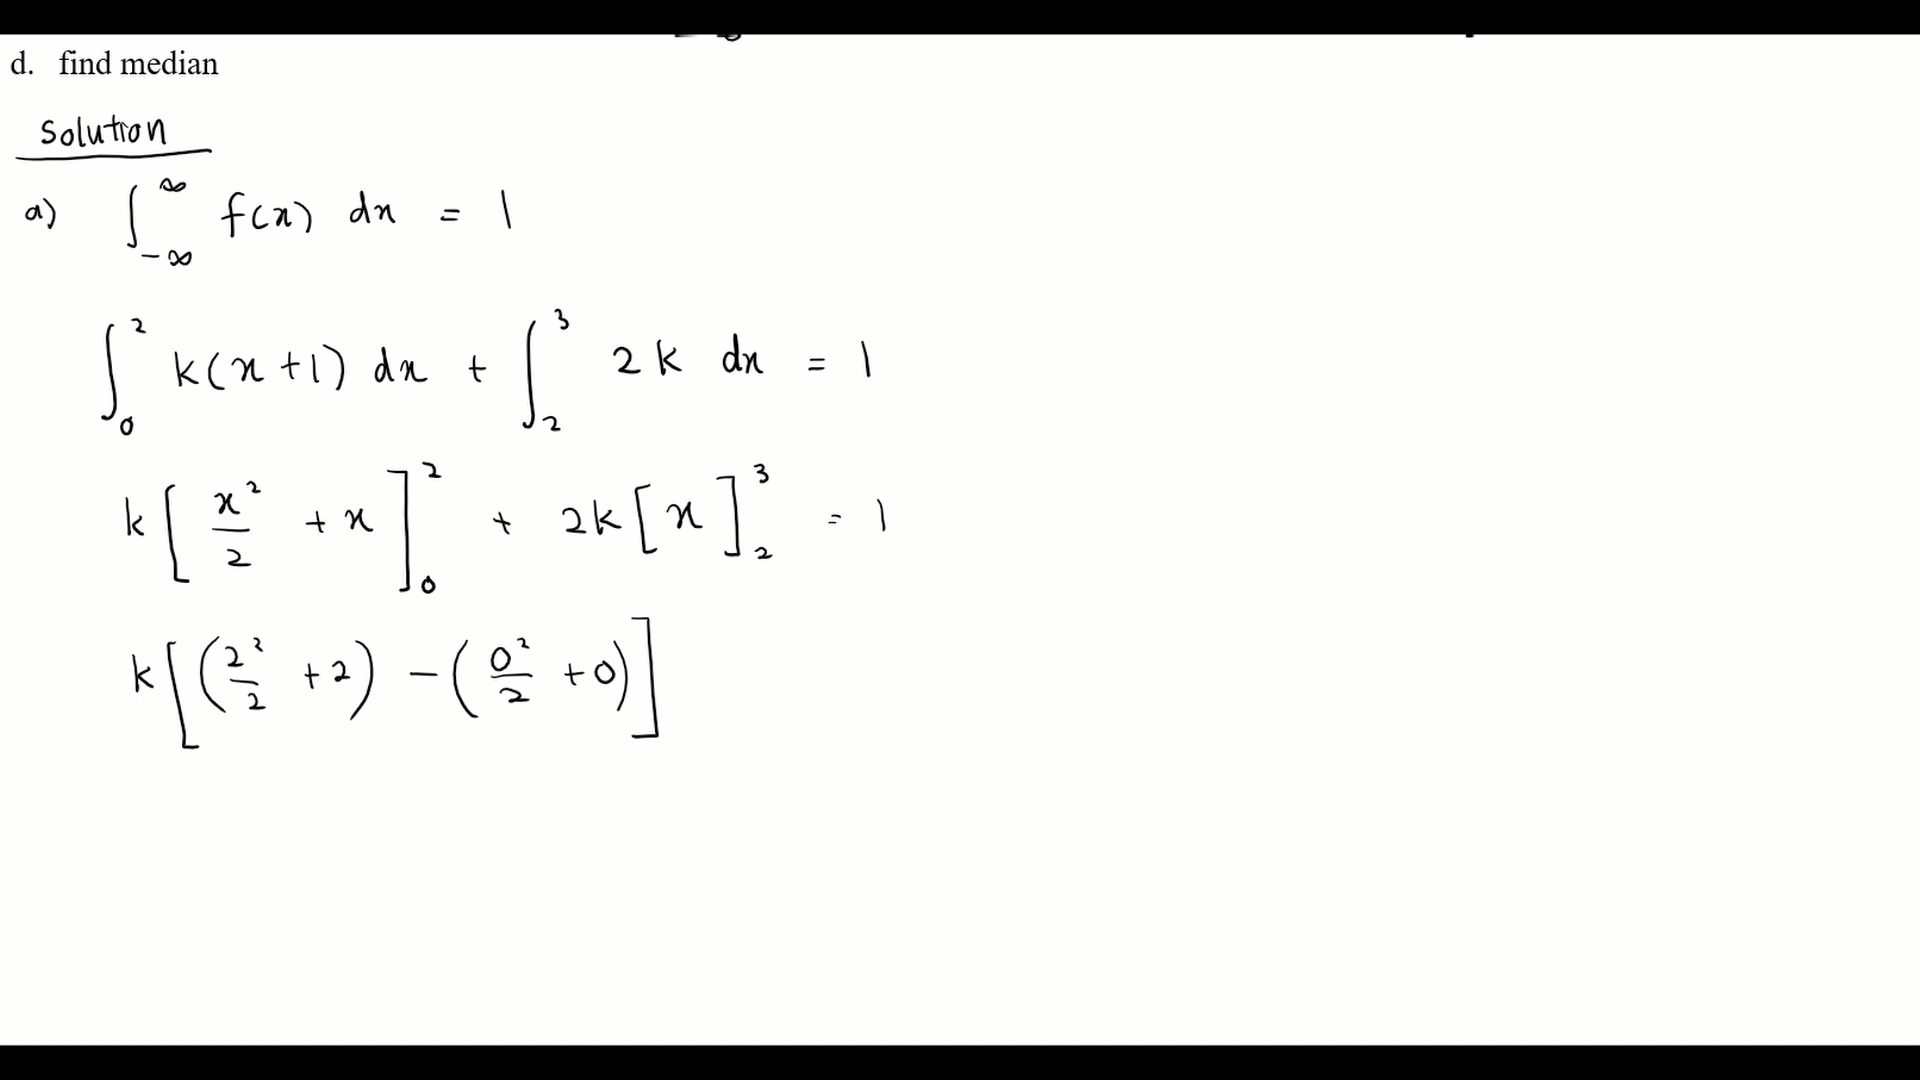 d. find median
Solution
a) ∫_{-∞}^{∞} f(x) dx = 1
∫_0^2 k(x+1) dx + ∫_2^3 2k dx = 1
k[x²/2 + x]_0^2 + 2k[x]_2^3 = 1
k[(2²/2 + 2) - (0²/2 + 0)]